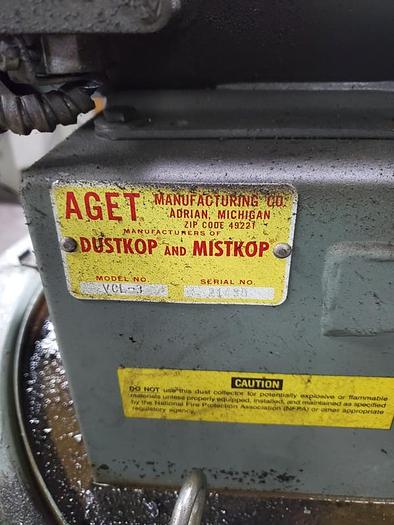 AGET MANUFACTURING CO.
ADRIAN, MICHIGAN
ZIP CODE 49221
MANUFACTURERS OF
DUSTKOP AND MISTKOP
MODEL NO. SERIAL NO.
VCL-3
CAUTION
DO NOT use this dust collector for potentially explosive or flammable
materials unless properly equipped, installed, and maintained as specified
by the National Fire Protection Association (NFPA) or other appropriate
regulatory agency.